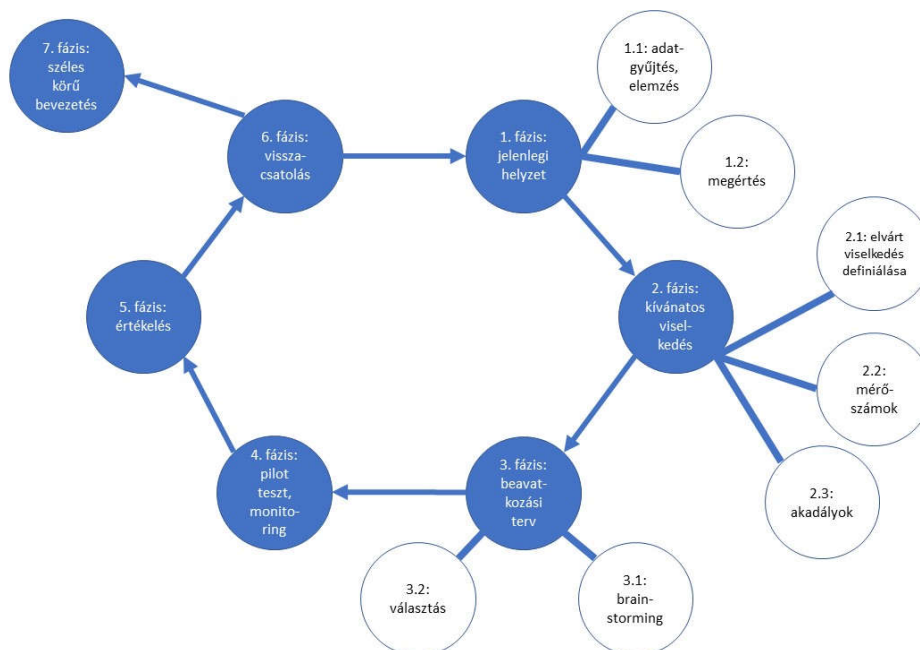 7. fázis:
széles
körű
bevezetés
6. fázis:
vissza-
csatolás
1. fázis:
jelenlegi
helyzet
1.1: adat-
gyűjtés,
elemzés
1.2:
megértés
2. fázis:
kívánatos
visel-
kedés
2.1: elvárt
viselkedés
definiálása
2.2:
mérő-
számok
2.3:
akadályok
3. fázis:
beavat-
kozási
terv
3.1:
brain-
storming
3.2:
választás
4. fázis:
pilot
teszt,
monito-
ring
5. fázis:
értékelés